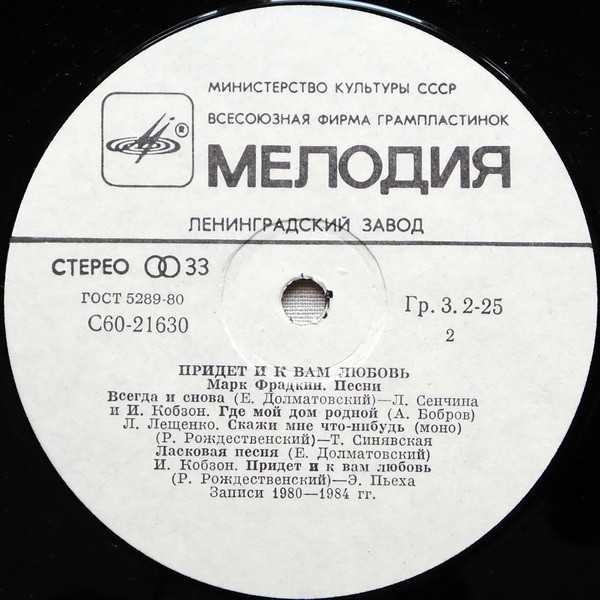 МИНИСТЕРСТВО КУЛЬТУРЫ СССР
ВСЕСОЮЗНАЯ ФИРМА ГРАМПЛАСТИНОК
®
МЕЛОДИЯ
ЛЕНИНГРАДСКИЙ ЗАВОД
СТЕРЕО 33
ГОСТ 5289-80
С60-21630
Гр. 3. 2-25
2
ПРИДЕТ И К ВАМ ЛЮБОВЬ
Марк Фрадкин. Песни
Всегда и снова (Е. Долматовский)—Л. Сенчина
и И. Кобзон. Где мой дом родной (А. Бобров)
Л. Лещенко. Скажи мне что-нибудь (моно)
(Р. Рождественский)—Т. Синявская
Ласковая песня (Е. Долматовский)
И. Кобзон. Придет и к вам любовь
(Р. Рождественский)—Э. Пьеха
Записи 1980—1984 гг.